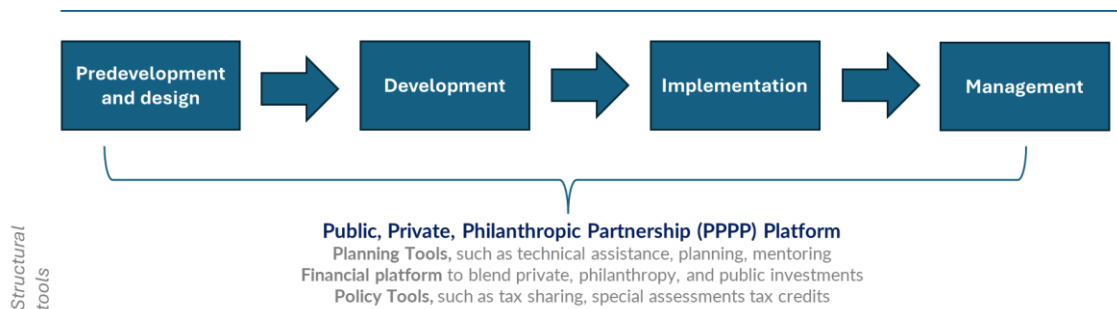 Predevelopment
and design
Development
Implementation
Management
Public, Private, Philanthropic Partnership (PPPP) Platform
Planning Tools, such as technical assistance, planning, mentoring
Financial platform to blend private, philanthropy, and public investments
Policy Tools, such as tax sharing, special assessments tax credits
Structural
tools